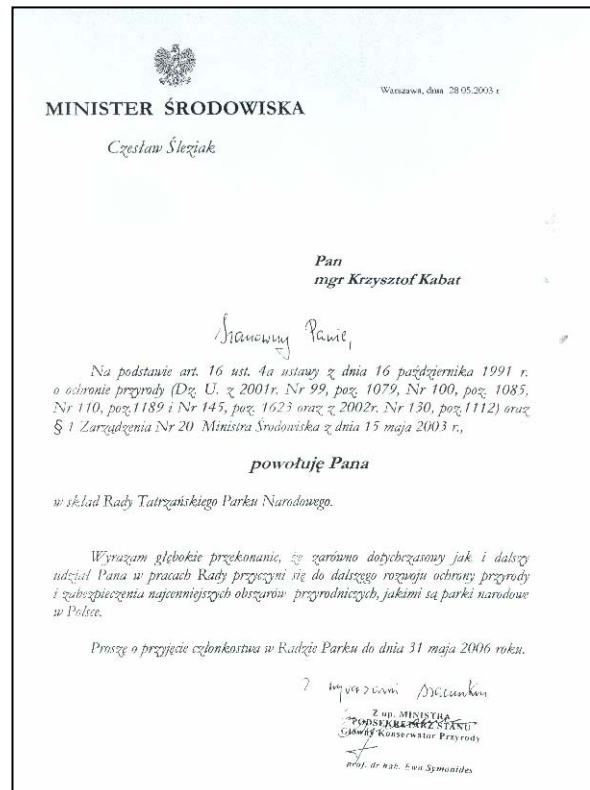 MINISTER ŚRODOWISKA
Czesław Śleziak
Warszawa, dnia 28.05.2003 r
Pan
mgr Krzysztof Kabat
Szanowny Panie,
Na podstawie art. 16 ust. 4a ustawy z dnia 16 października 1991 r.
o ochronie przyrody (Dz. U. z 2001r. Nr 99, poz. 1079, Nr 100, poz. 1085,
Nr 110, poz.1189 i Nr 145, poz. 1623 oraz z 2002r. Nr 130, poz.1112) oraz
§ 1 Zarządzenia Nr 20 Ministra Środowiska z dnia 15 maja 2003 r.,
powołuję Pana
w skład Rady Tatrzańskiego Parku Narodowego.
Wyrażam głębokie przekonanie, że zarówno dotychczasowy jak i dalszy
udział Pana w pracach Rady przyczyni się do dalszego rozwoju ochrony przyrody
i zabezpieczenia najcenniejszych obszarów przyrodniczych, jakimi są parki narodowe
w Polsce.
Proszę o przyjęcie członkostwa w Radzie Parku do dnia 31 maja 2006 roku.
Z wyrazami szacunku
Z up. MINISTRA
PODSEKRETARZ STANU
Główny Konserwator Przyrody
prof. dr hab. Ewa Symonides